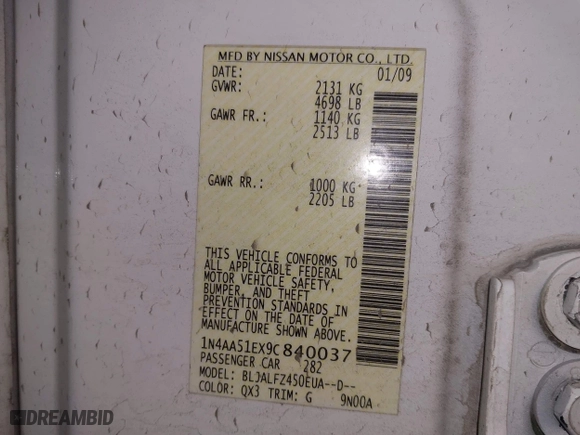 MFD BY NISSAN MOTOR CO., LTD.
DATE: 01/09
GVWR: 2131 KG
4698 LB
GAWR FR.: 1140 KG
2513 LB
GAWR RR.: 1000 KG
2205 LB
THIS VEHICLE CONFORMS TO
ALL APPLICABLE FEDERAL
MOTOR VEHICLE SAFETY,
BUMPER, AND THEFT
PREVENTION STANDARDS IN
EFFECT ON THE DATE OF
MANUFACTURE SHOWN ABOVE.
1N4AA51EX9C840037
PASSENGER CAR 282
MODEL: BLJALFZ450EUA--D--
COLOR: QX3 TRIM: G 9N00A
DREAMBID